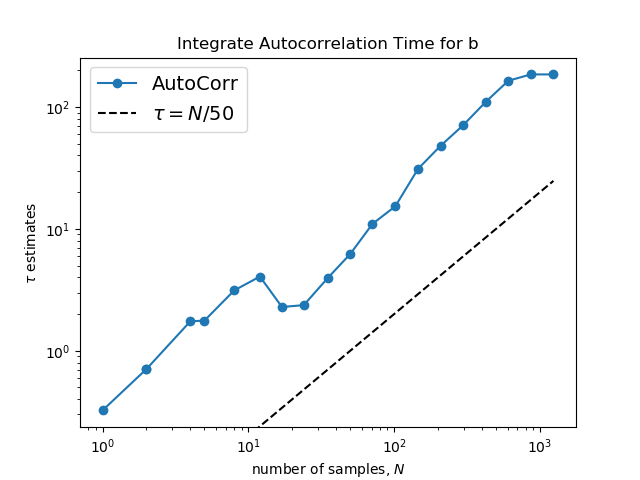 Integrate Autocorrelation Time for b
AutoCorr
τ = N/50
τ estimates
10²
10¹
10⁰
10⁰
10¹
10²
10³
number of samples, N